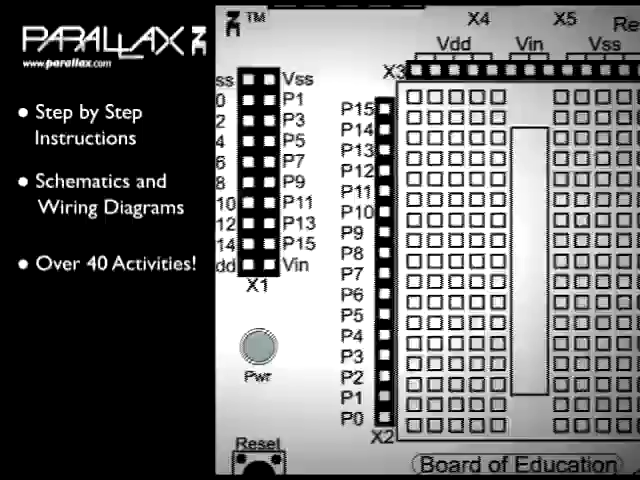 PARALLAX
www.parallax.com
● Step by Step
Instructions
● Schematics and
Wiring Diagrams
● Over 40 Activities!
TM
X4
X5
Res
Vdd
Vin
Vss
X3
ss Vss
0 P1
2 P3
4 P5
6 P7
8 P9
10 P11
12 P13
14 P15
dd Vin
X1
P15
P14
P13
P12
P11
P10
P9
P8
P7
P6
P5
P4
P3
P2
P1
P0
X2
Pwr
Reset
Board of Education